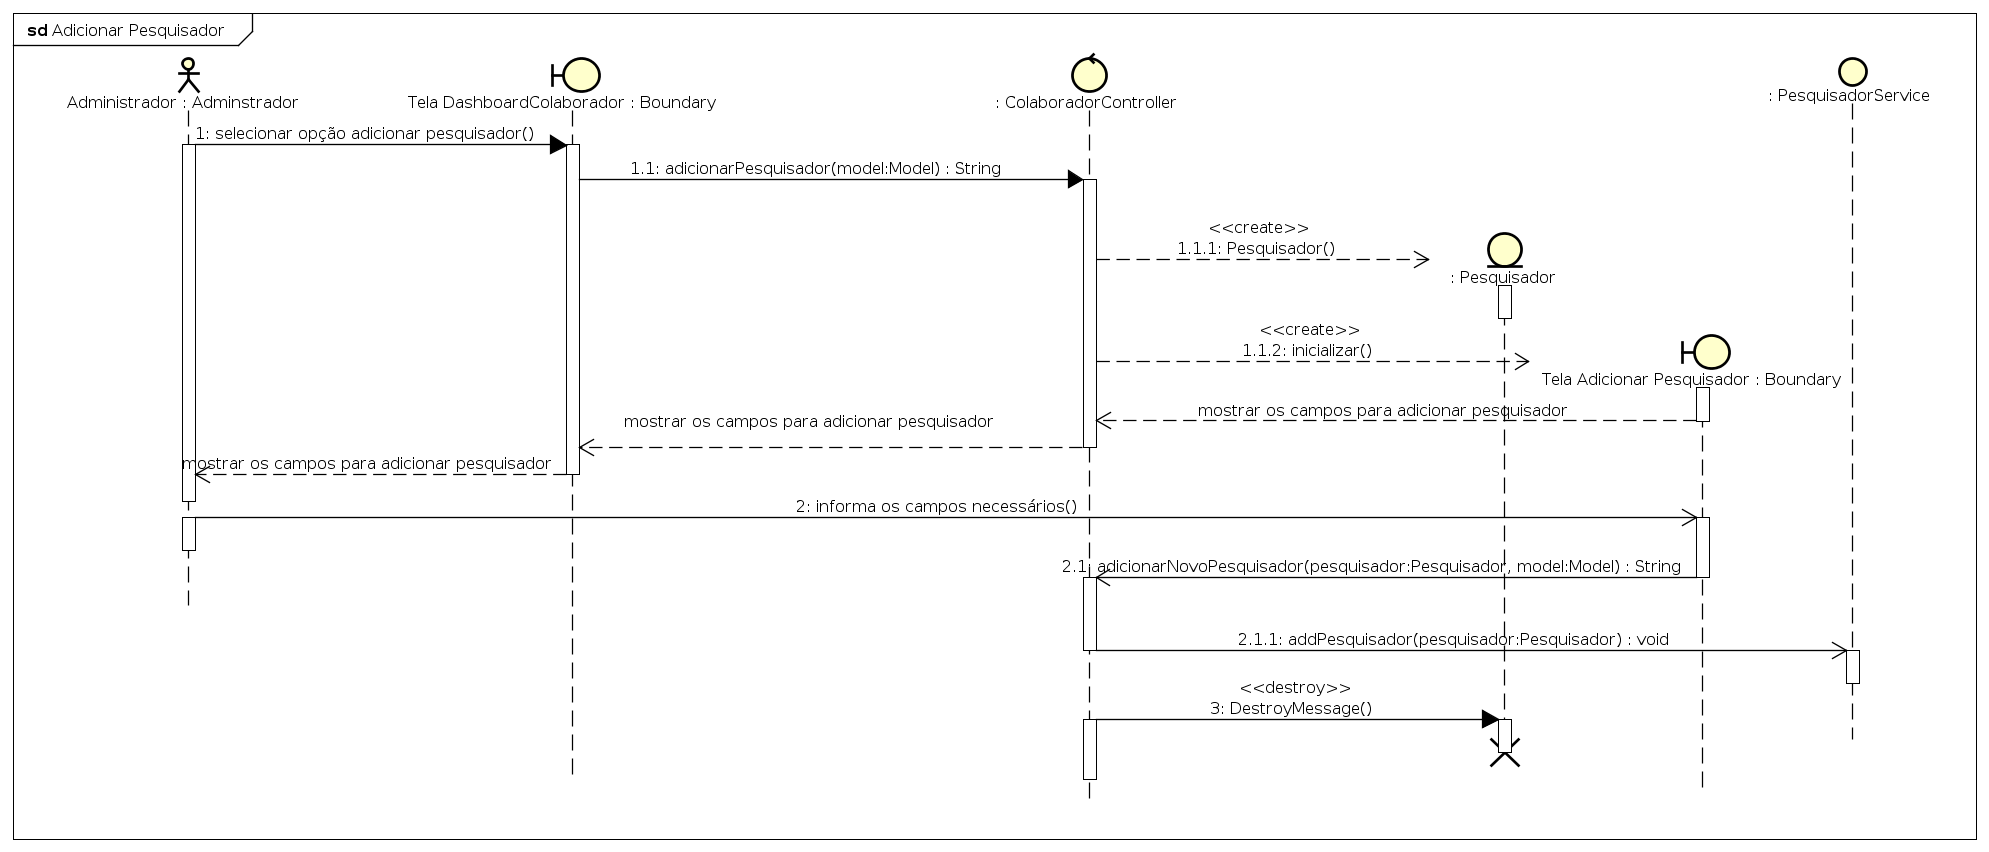 sd Adicionar Pesquisador
Administrador : Adminstrador
Tela DashboardColaborador : Boundary
: ColaboradorController
: PesquisadorService
1: selecionar opção adicionar pesquisador()
1.1: adicionarPesquisador(model:Model) : String
<<create>>
1.1.1: Pesquisador()
: Pesquisador
<<create>>
1.1.2: inicializar()
Tela Adicionar Pesquisador : Boundary
mostrar os campos para adicionar pesquisador
mostrar os campos para adicionar pesquisador
mostrar os campos para adicionar pesquisador
2: informa os campos necessários()
2.1: adicionarNovoPesquisador(pesquisador:Pesquisador, model:Model) : String
2.1.1: addPesquisador(pesquisador:Pesquisador) : void
<<destroy>>
3: DestroyMessage()